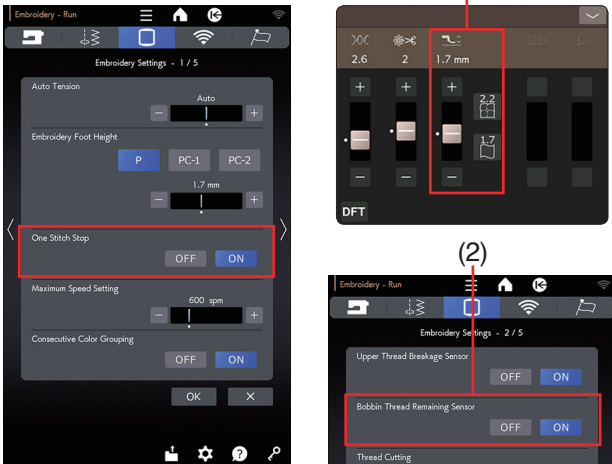 Embroidery - Run
Embroidery Settings - 1 / 5
Auto Tension
Auto
− +
Embroidery Foot Height
P PC-1 PC-2
1.7 mm
− +
One Stitch Stop
OFF ON
Maximum Speed Setting
600 spm
− +
Consecutive Color Grouping
OFF ON
OK ×
?
2.6 2 1.7 mm
+ + +
2.2
1.7
− − −
DFT
(2)
Embroidery - Run
Embroidery Settings - 2 / 5
Upper Thread Breakage Sensor
OFF ON
Bobbin Thread Remaining Sensor
OFF ON
Thread Cutting